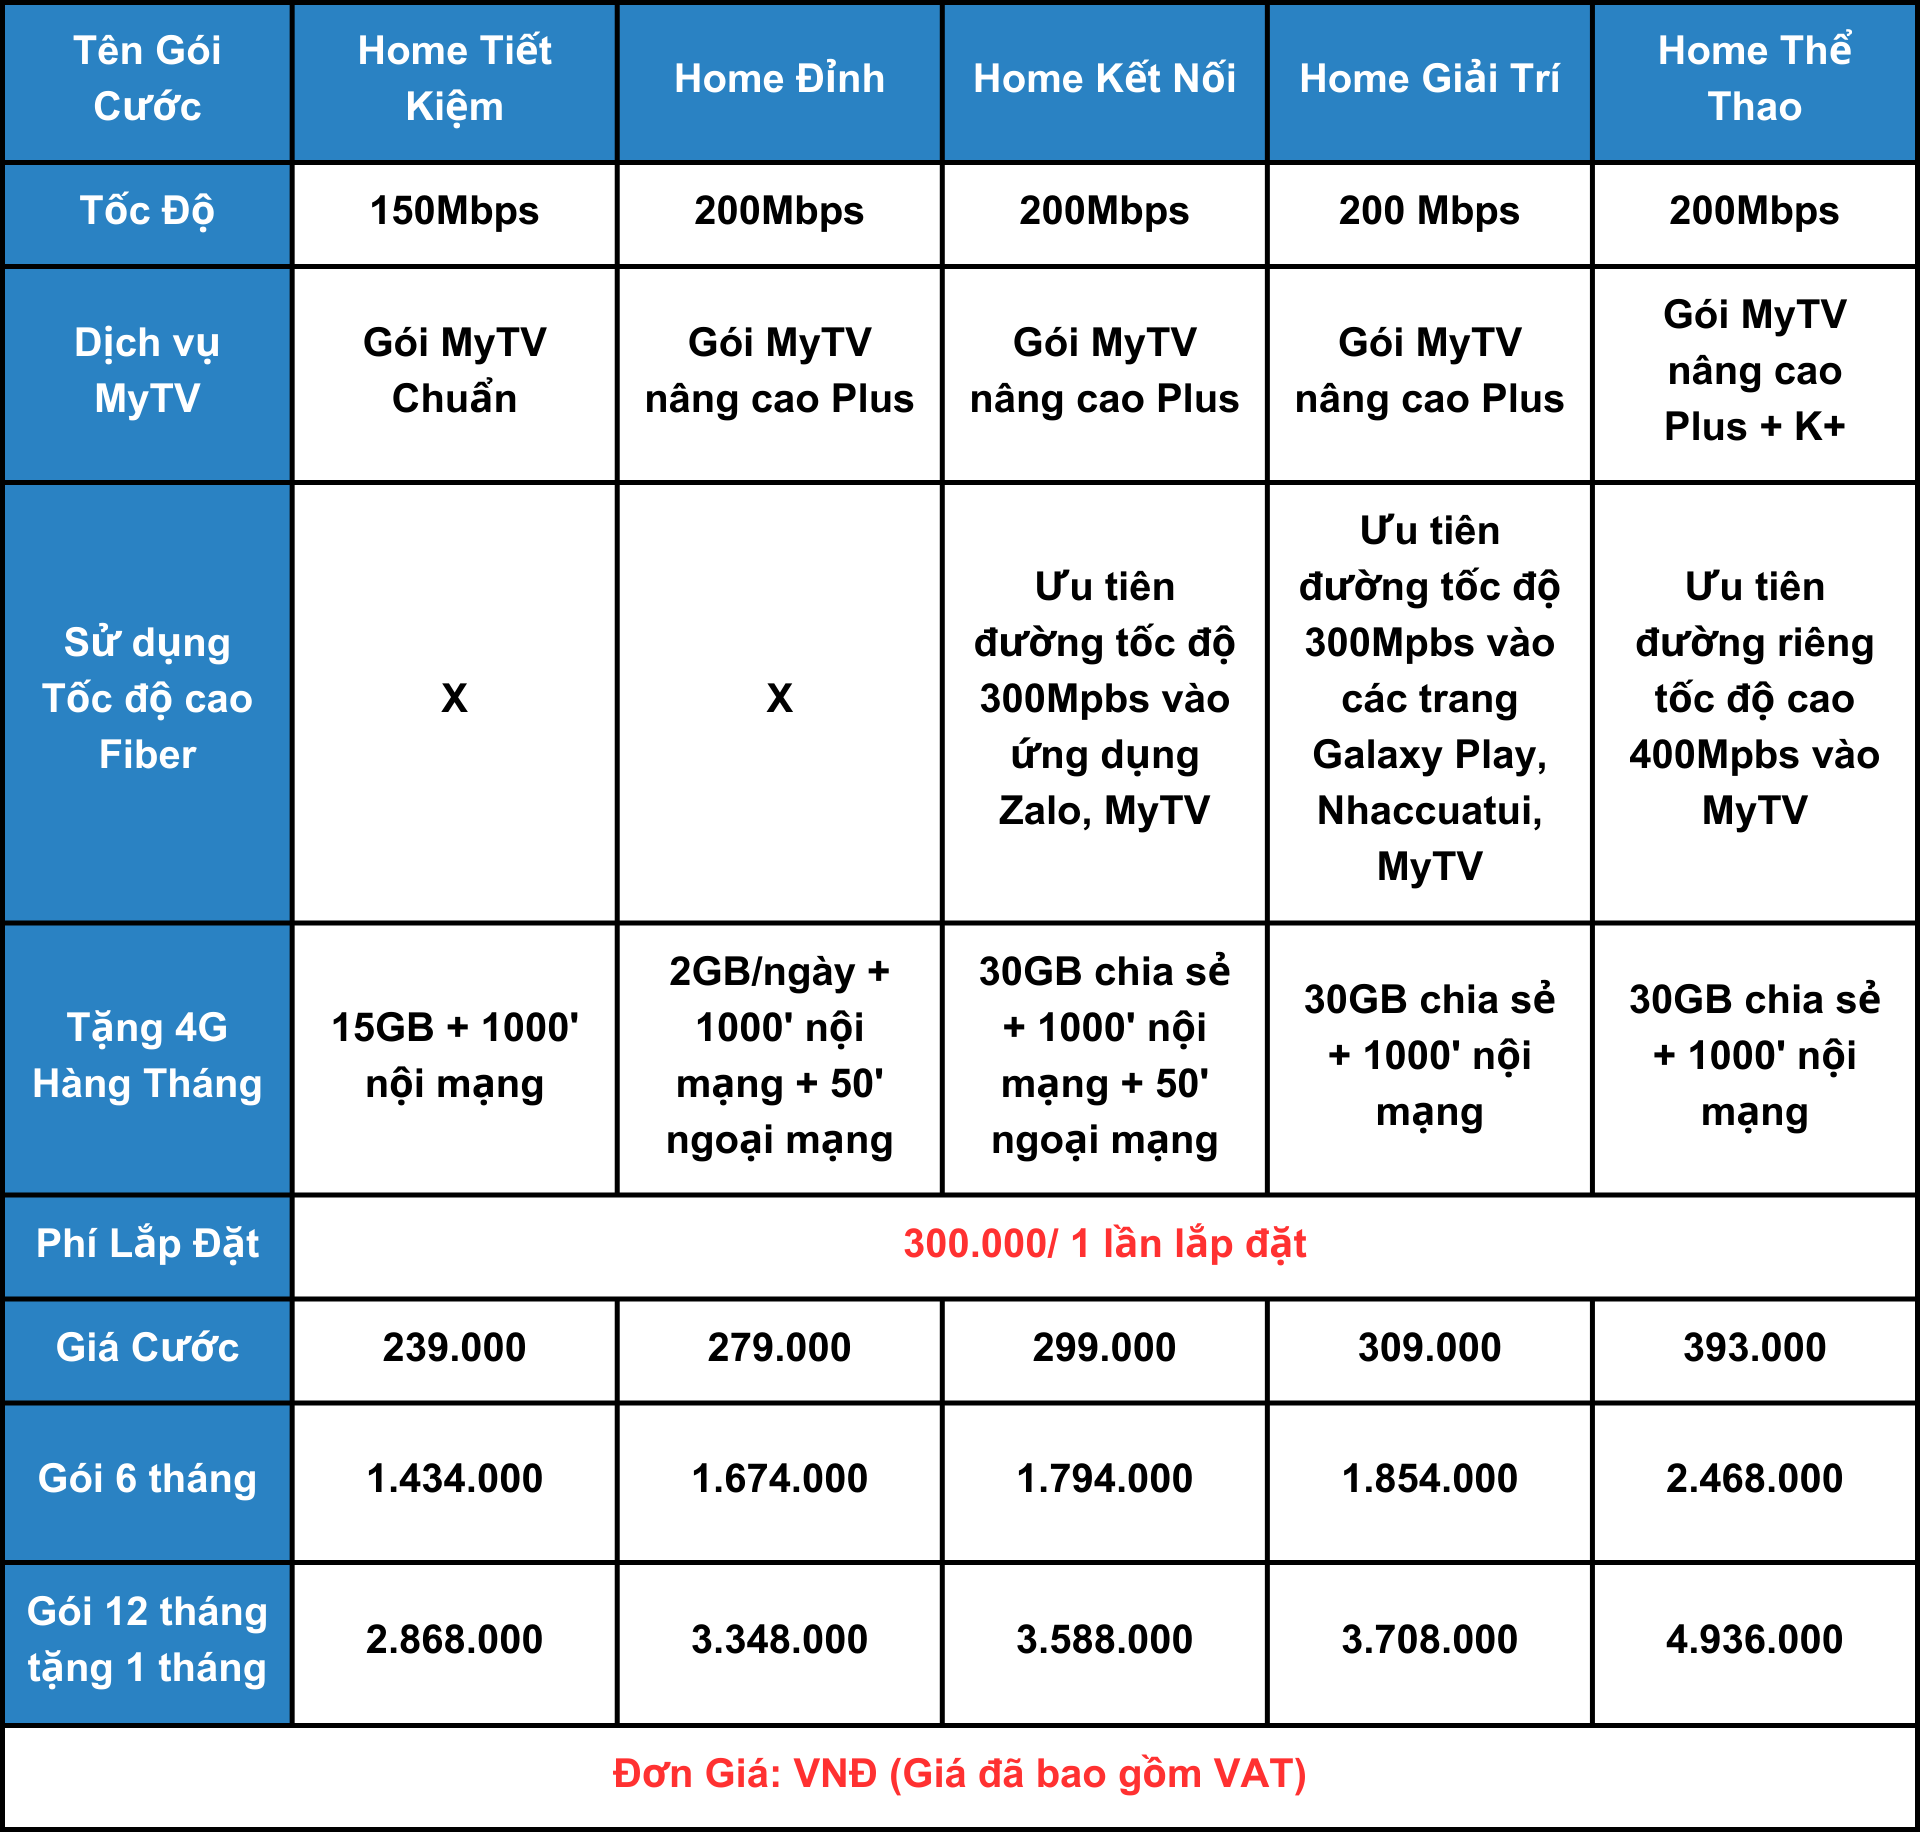 Tên Gói
Cước
Home Tiết
Kiệm
Home Đỉnh
Home Kết Nối
Home Giải Trí
Home Thể
Thao
Tốc Độ
150Mbps
200Mbps
200Mbps
200 Mbps
200Mbps
Dịch vụ
MyTV
Gói MyTV
Chuẩn
Gói MyTV
nâng cao Plus
Gói MyTV
nâng cao Plus
Gói MyTV
nâng cao Plus
Gói MyTV
nâng cao
Plus + K+
Sử dụng
Tốc độ cao
Fiber
X
X
Ưu tiên
đường tốc độ
300Mpbs vào
ứng dụng
Zalo, MyTV
Ưu tiên
đường tốc độ
300Mpbs vào
các trang
Galaxy Play,
Nhaccuatui,
MyTV
Ưu tiên
đường riêng
tốc độ cao
400Mpbs vào
MyTV
Tặng 4G
Hàng Tháng
15GB + 1000'
nội mạng
2GB/ngày +
1000' nội
mạng + 50'
ngoại mạng
30GB chia sẻ
+ 1000' nội
mạng + 50'
ngoại mạng
30GB chia sẻ
+ 1000' nội
mạng
30GB chia sẻ
+ 1000' nội
mạng
Phí Lắp Đặt
300.000/ 1 lần lắp đặt
Giá Cước
239.000
279.000
299.000
309.000
393.000
Gói 6 tháng
1.434.000
1.674.000
1.794.000
1.854.000
2.468.000
Gói 12 tháng
tặng 1 tháng
2.868.000
3.348.000
3.588.000
3.708.000
4.936.000
Đơn Giá: VNĐ (Giá đã bao gồm VAT)